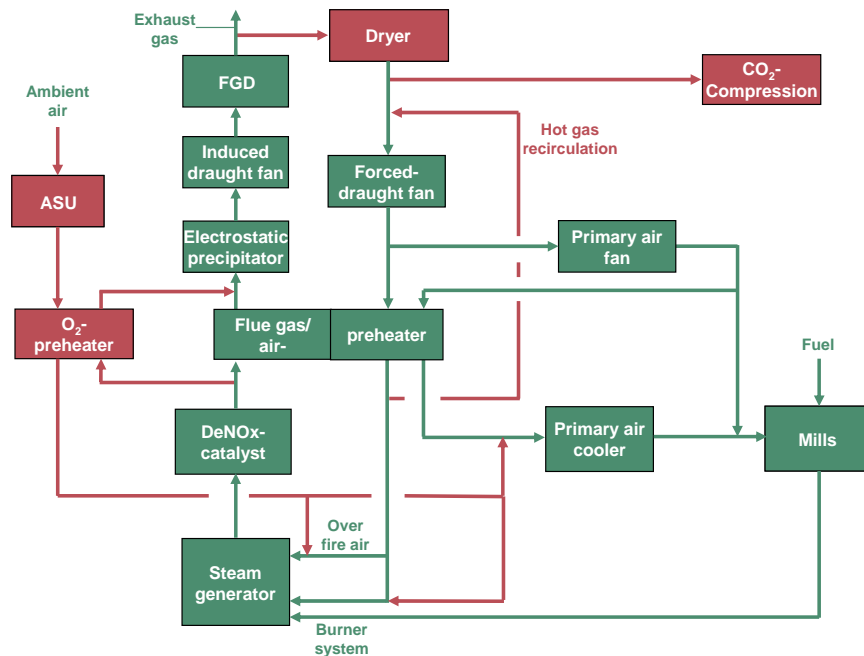 Exhaust
gas
Dryer
FGD
CO₂-
Compression
Ambient
air
Hot gas
recirculation
Induced
draught fan
Forced-
draught fan
ASU
Electrostatic
precipitator
Primary air
fan
O₂-
preheater
Flue gas/
air-
preheater
Fuel
DeNOx-
catalyst
Primary air
cooler
Mills
Over
fire air
Steam
generator
Burner
system